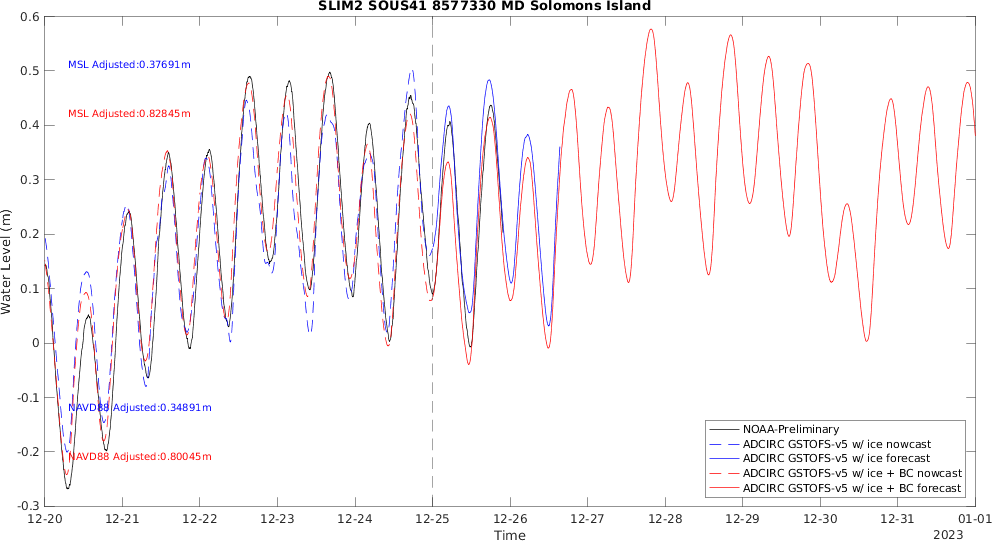 SLIM2 SOUS41 8577330 MD Solomons Island
0.6
0.5
0.4
0.3
0.2
0.1
0
-0.1
-0.2
-0.3
Water Level (m)
MSL Adjusted:0.37691m
MSL Adjusted:0.82845m
NAVD88 Adjusted:0.34891m
NAVD88 Adjusted:0.80045m
NOAA-Preliminary
ADCIRC GSTOFS-v5 w/ ice nowcast
ADCIRC GSTOFS-v5 w/ ice forecast
ADCIRC GSTOFS-v5 w/ ice + BC nowcast
ADCIRC GSTOFS-v5 w/ ice + BC forecast
12-20 12-21 12-22 12-23 12-24 12-25 12-26 12-27 12-28 12-29 12-30 12-31 01-01
Time
2023